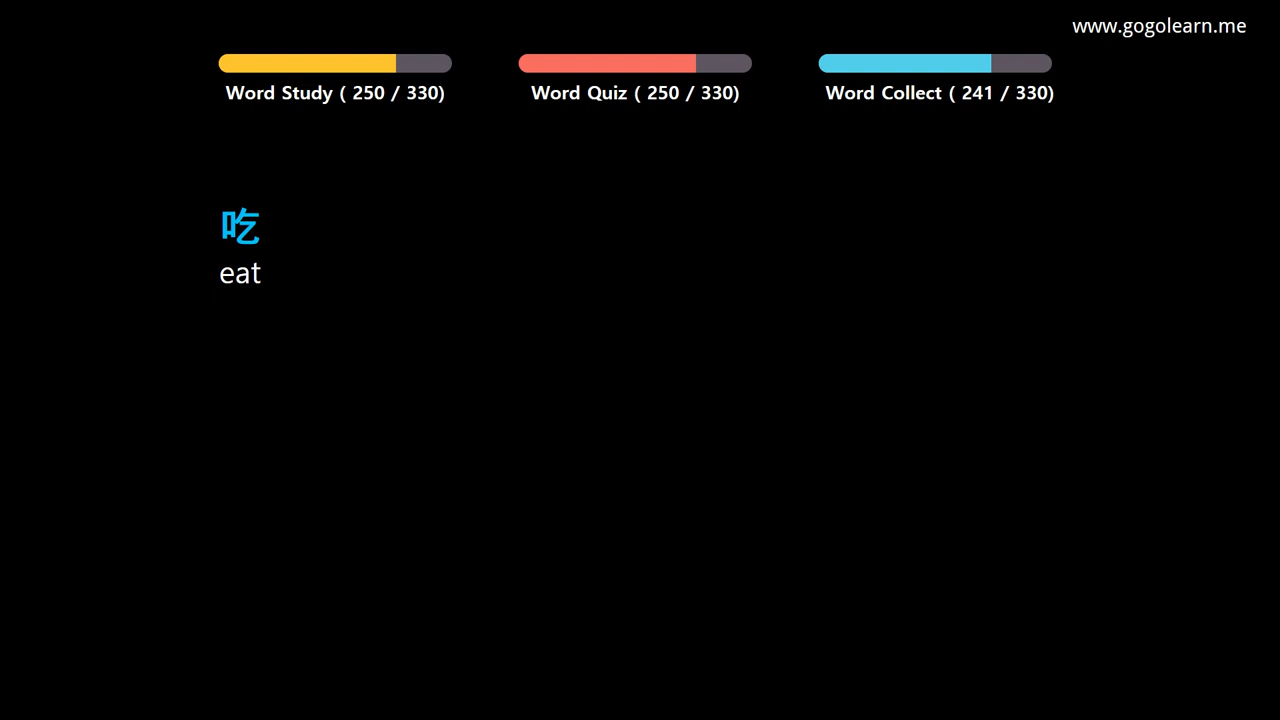 www.gogolearn.me
Word Study ( 250 / 330)
Word Quiz ( 250 / 330)
Word Collect ( 241 / 330)
吃
eat